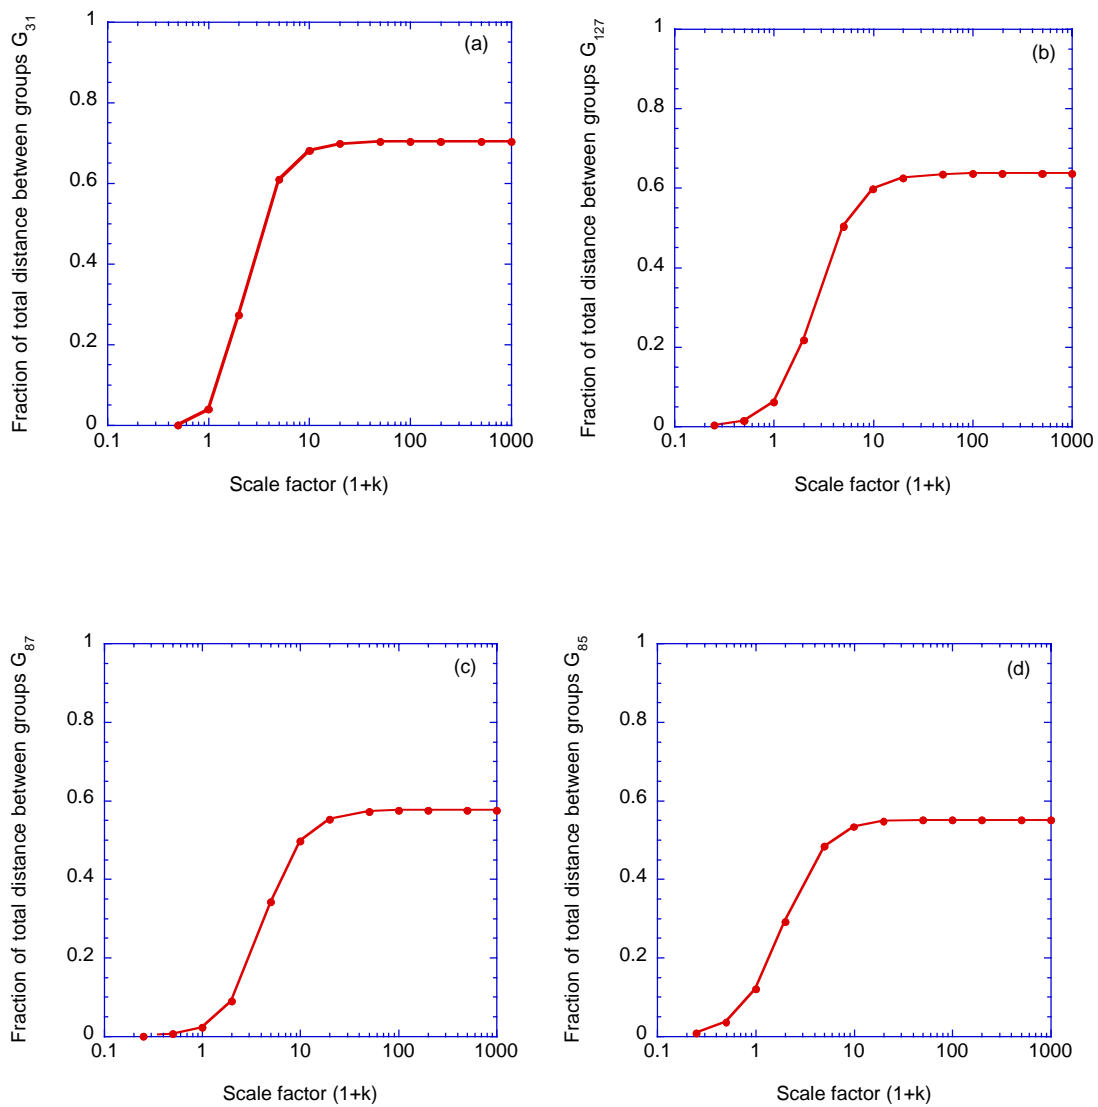 Fraction of total distance between groups G31
(a)
1
0.8
0.6
0.4
0.2
0
0.1 1 10 100 1000
Scale factor (1+k)
Fraction of total distance between groups G127
(b)
1
0.8
0.6
0.4
0.2
0
0.1 1 10 100 1000
Scale factor (1+k)
Fraction of total distance between groups G87
(c)
1
0.8
0.6
0.4
0.2
0
0.1 1 10 100 1000
Scale factor (1+k)
Fraction of total distance between groups G85
(d)
1
0.8
0.6
0.4
0.2
0
0.1 1 10 100 1000
Scale factor (1+k)